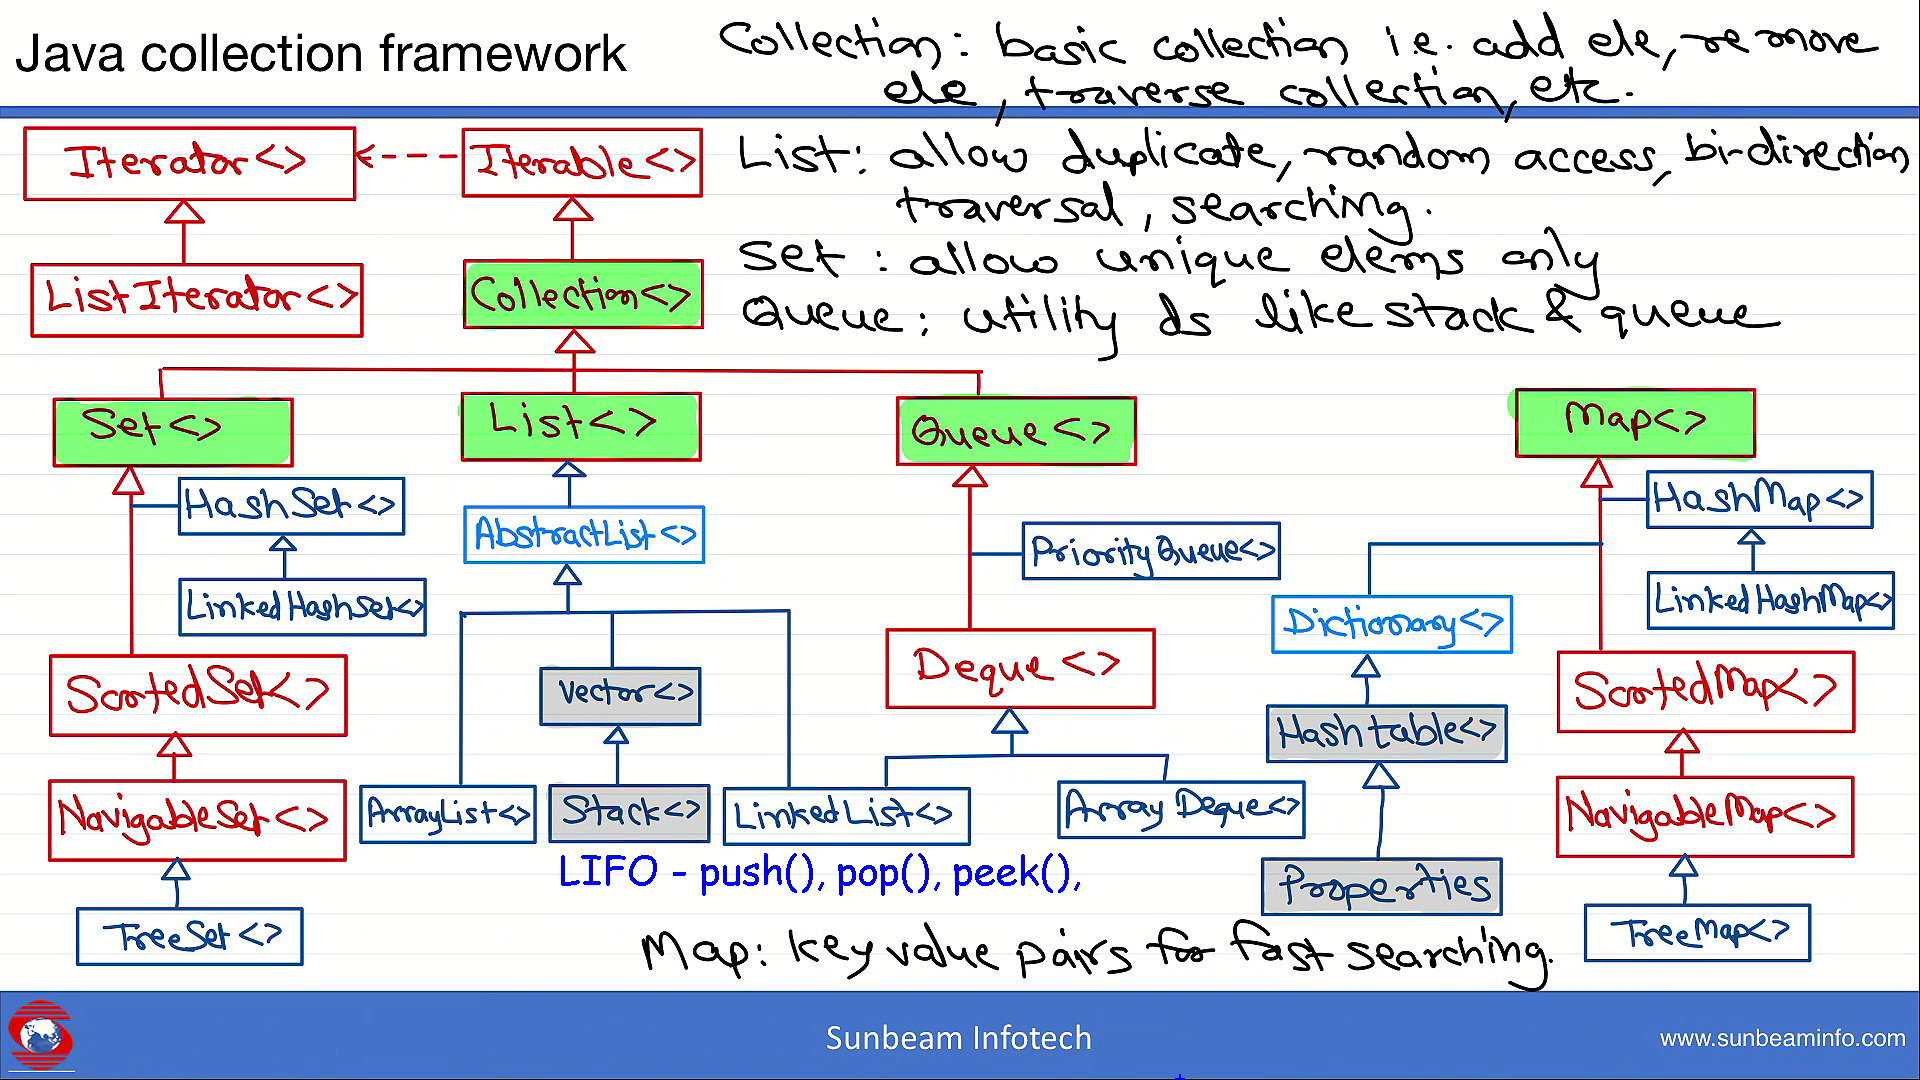 Java collection framework
Collection: basic collection i.e. add ele, remove
ele, traverse collection, etc.
Iterator<>
Iterable<>
List: allow duplicate, random access, bi-direction
traversal, searching.
ListIterator<>
Collection<>
Set: allow unique elems only
Queue: utility ds like stack & queue
Set<>
List<>
Queue<>
Map<>
HashSet<>
AbstractList<>
PriorityQueue<>
HashMap<>
LinkedHashSet<>
Dictionary<>
LinkedHashMap<>
SortedSet<>
Vector<>
Deque<>
Hashtable<>
SortedMap<>
NavigableSet<>
ArrayList<>
Stack<>
LinkedList<>
ArrayDeque<>
NavigableMap<>
LIFO - push(), pop(), peek(),
Properties
TreeSet<>
TreeMap<>
Map: key value pairs for fast searching.
Sunbeam Infotech
www.sunbeaminfo.com